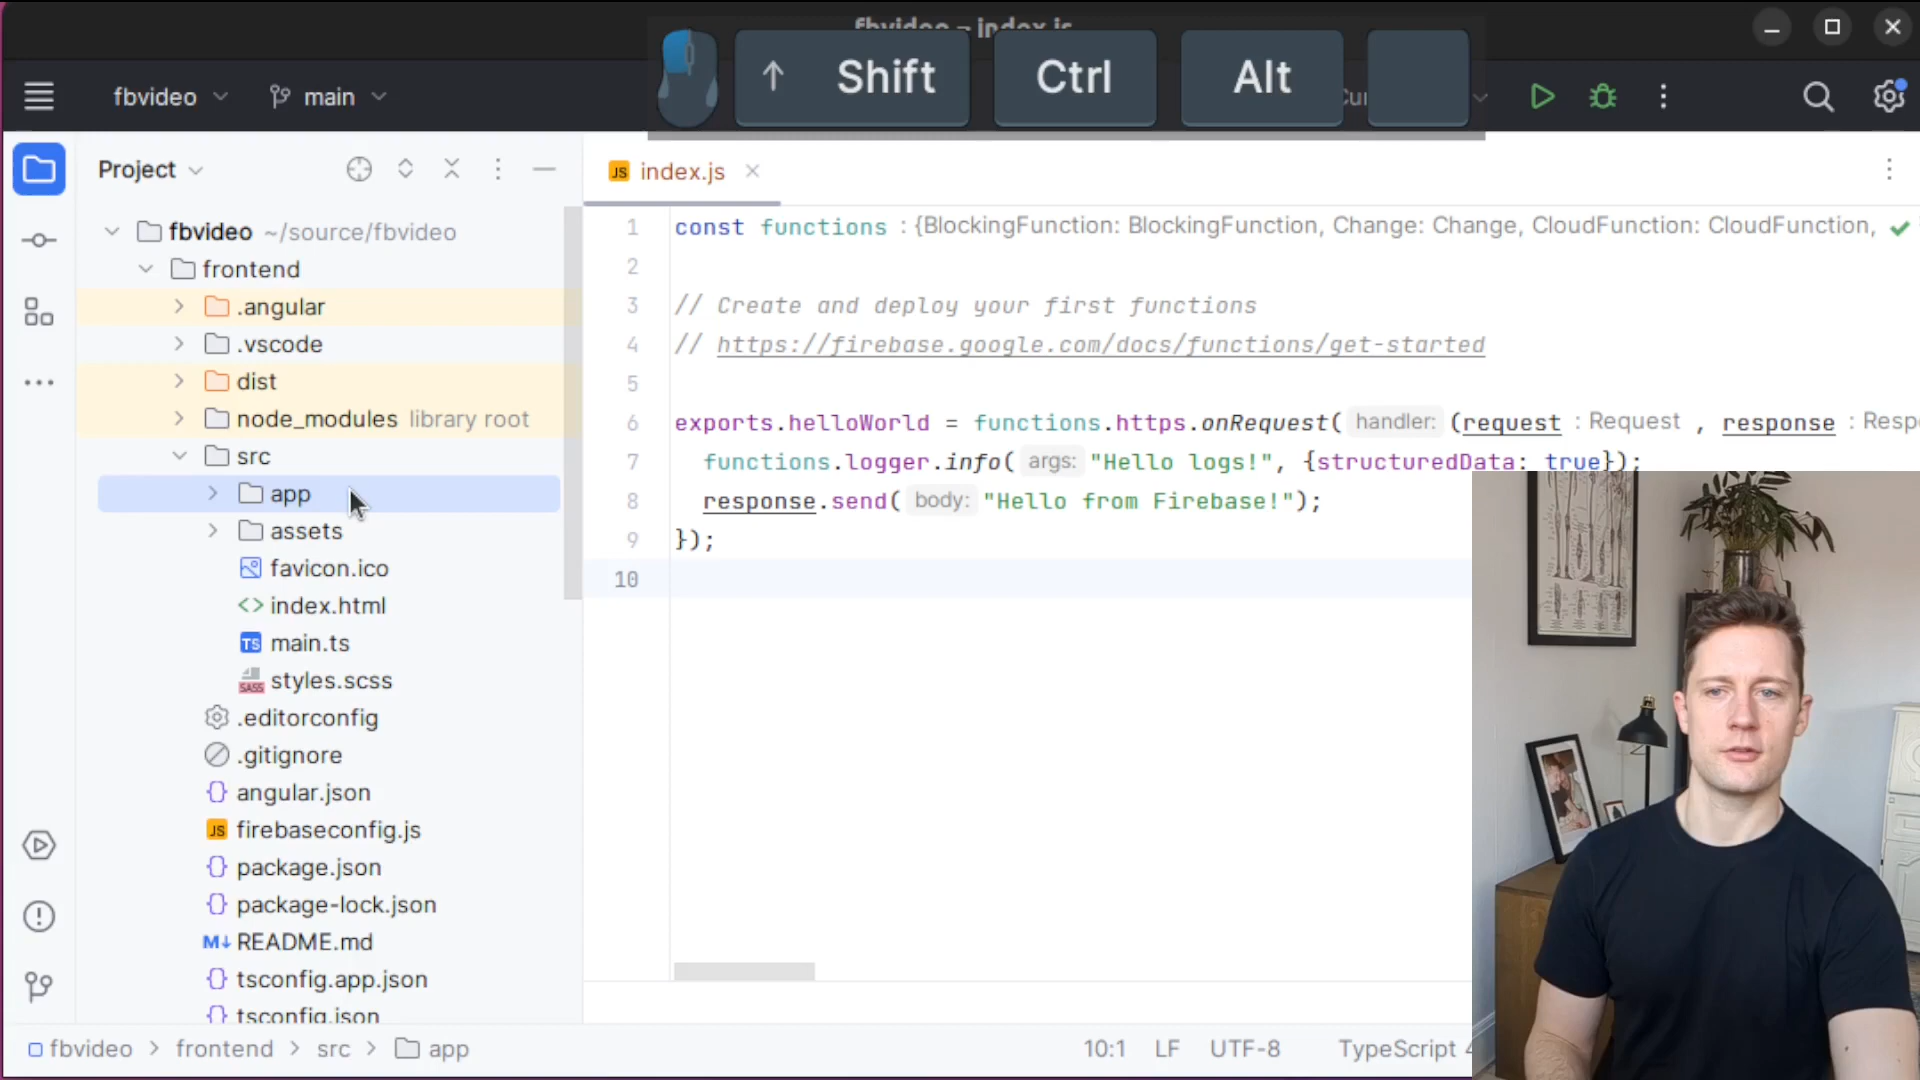 fbvideo – index.js
Shift
Ctrl
Alt
fbvideo
main
Cur
Project
JS index.js
fbvideo ~/source/fbvideo
frontend
.angular
.vscode
dist
node_modules library root
src
app
assets
favicon.ico
<> index.html
TS main.ts
SASS styles.scss
.editorconfig
.gitignore
{} angular.json
JS firebaseconfig.js
{} package.json
{} package-lock.json
M↓ README.md
{} tsconfig.app.json
{} tsconfig.json
1 const functions : {BlockingFunction: BlockingFunction, Change: Change, CloudFunction: CloudFunction,
2
3 // Create and deploy your first functions
4 // https://firebase.google.com/docs/functions/get-started
5
6 exports.helloWorld = functions.https.onRequest( handler: (request : Request , response : Resp
7 functions.logger.info( args: "Hello logs!", {structuredData: true});
8 response.send( body: "Hello from Firebase!");
9 });
10
fbvideo > frontend > src > app
10:1 LF UTF-8 TypeScript 4